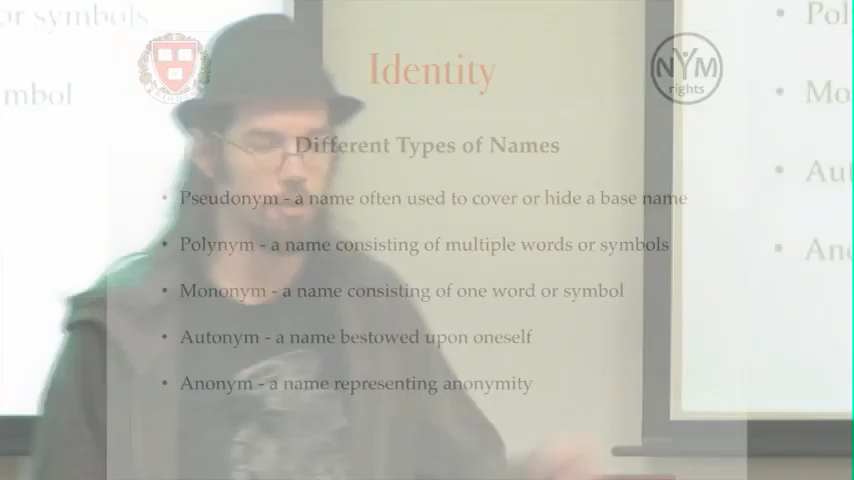 or symbols
mbol
Identity
NYM
rights
Different Types of Names
• Pseudonym - a name often used to cover or hide a base name
• Polynym - a name consisting of multiple words or symbols
• Mononym - a name consisting of one word or symbol
• Autonym - a name bestowed upon oneself
• Anonym - a name representing anonymity
• Pol
• Mo
• Aut
• Ano